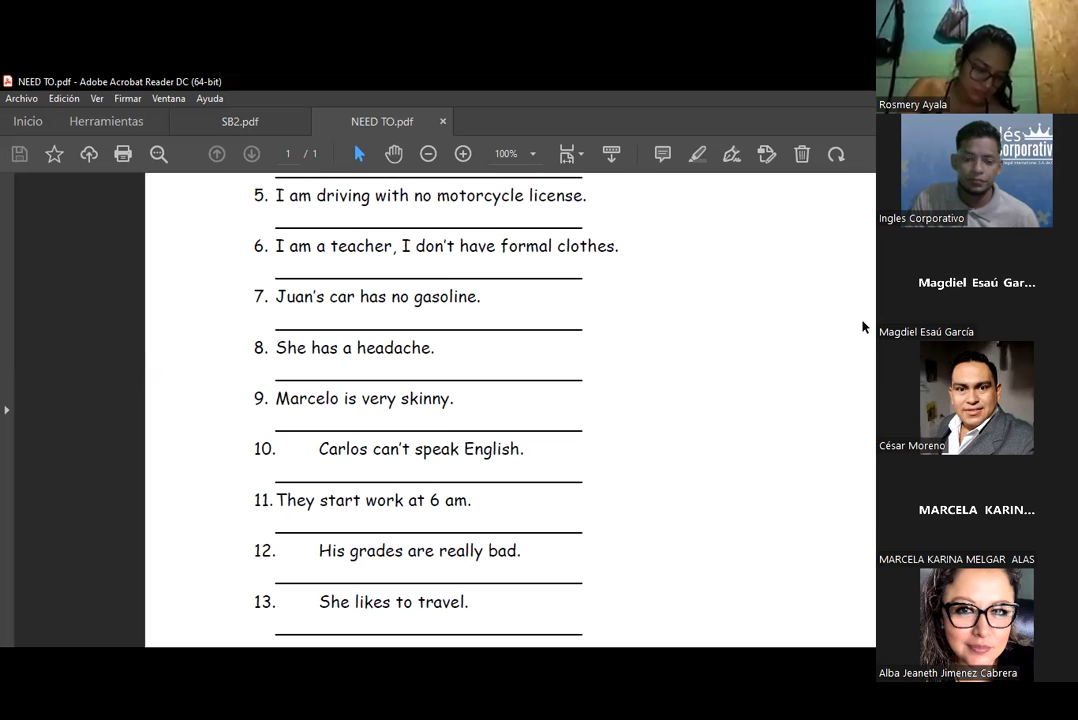 NEED TO.pdf - Adobe Acrobat Reader DC (64-bit)
Archivo Edición Ver Firmar Ventana Ayuda
Inicio Herramientas SB2.pdf NEED TO.pdf ×
1 / 1 100%
5. I am driving with no motorcycle license.
6. I am a teacher, I don't have formal clothes.
7. Juan's car has no gasoline.
8. She has a headache.
9. Marcelo is very skinny.
10. Carlos can't speak English.
11. They start work at 6 am.
12. His grades are really bad.
13. She likes to travel.
Rosmery Ayala
Ingles Corporativo
Magdiel Esaú Gar...
Magdiel Esaú García
César Moreno
MARCELA KARIN...
MARCELA KARINA MELGAR ALAS
Alba Jeaneth Jimenez Cabrera